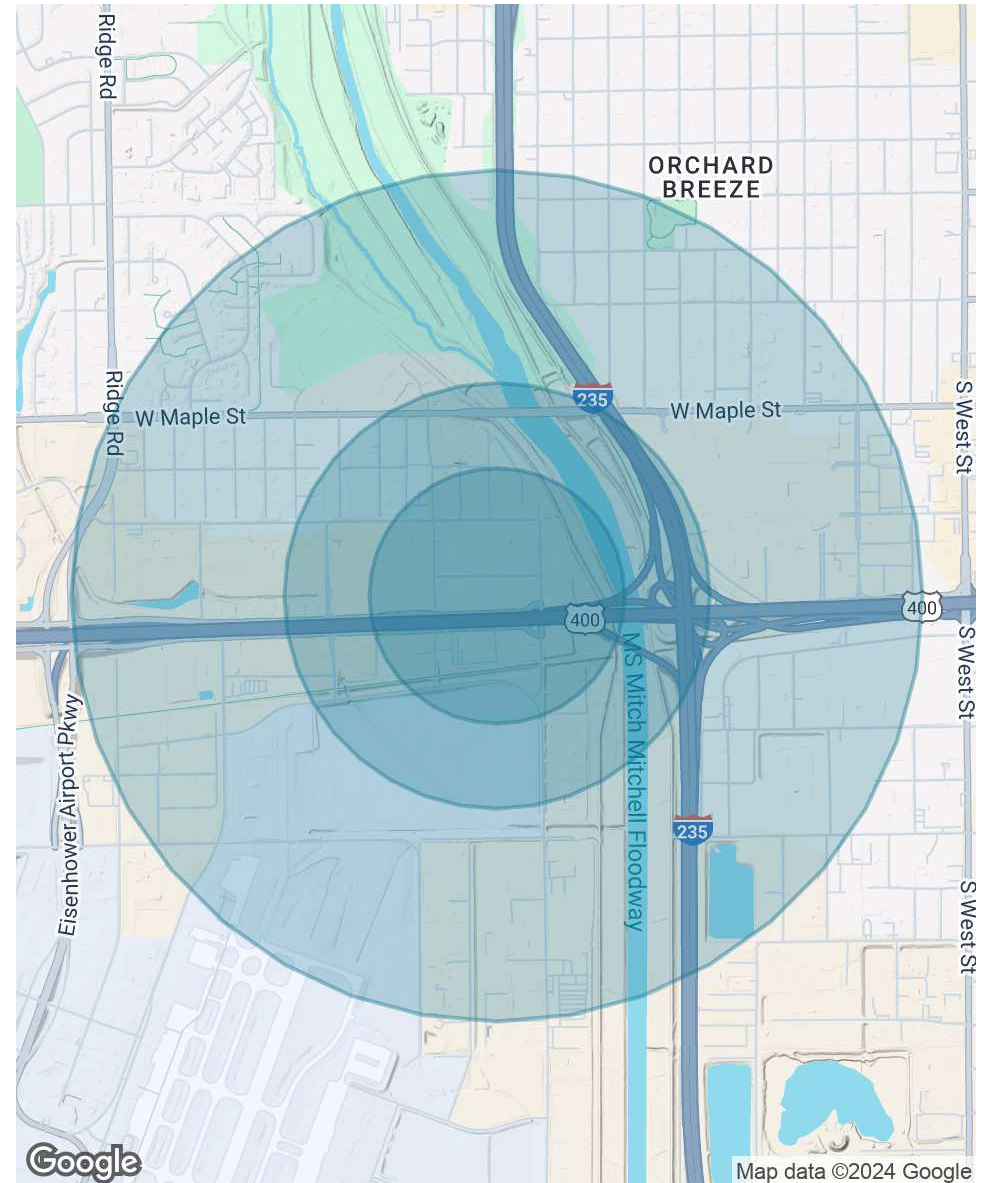 Ridge Rd
ORCHARD
BREEZE
Ridge Rd
W Maple St
235
W Maple St
S West St
400
400
MS Mitch Mitchell Floodway
S West St
Eisenhower Airport Pkwy
235
S West St
Google
Map data ©2024 Google